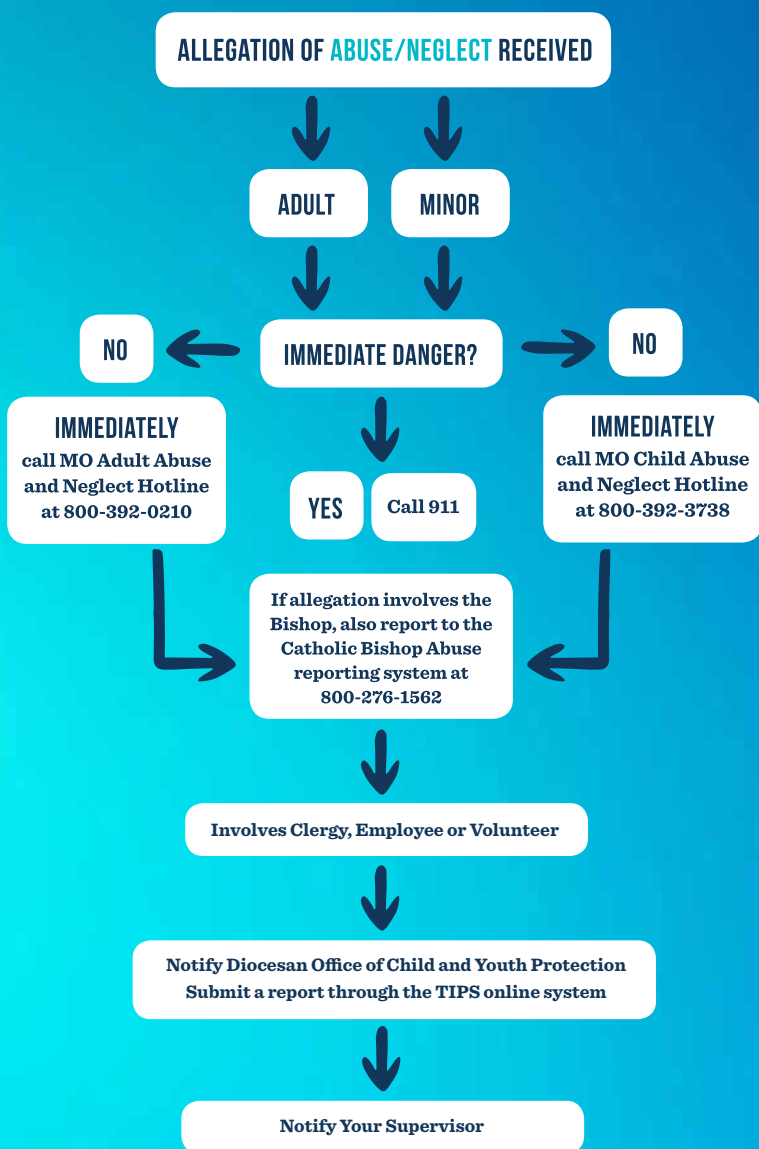 ALLEGATION OF ABUSE/NEGLECT RECEIVED
ADULT
MINOR
IMMEDIATE DANGER?
NO
NO
IMMEDIATELY
call MO Adult Abuse
and Neglect Hotline
at 800-392-0210
IMMEDIATELY
call MO Child Abuse
and Neglect Hotline
at 800-392-3738
YES
Call 911
If allegation involves the
Bishop, also report to the
Catholic Bishop Abuse
reporting system at
800-276-1562
Involves Clergy, Employee or Volunteer
Notify Diocesan Office of Child and Youth Protection
Submit a report through the TIPS online system
Notify Your Supervisor